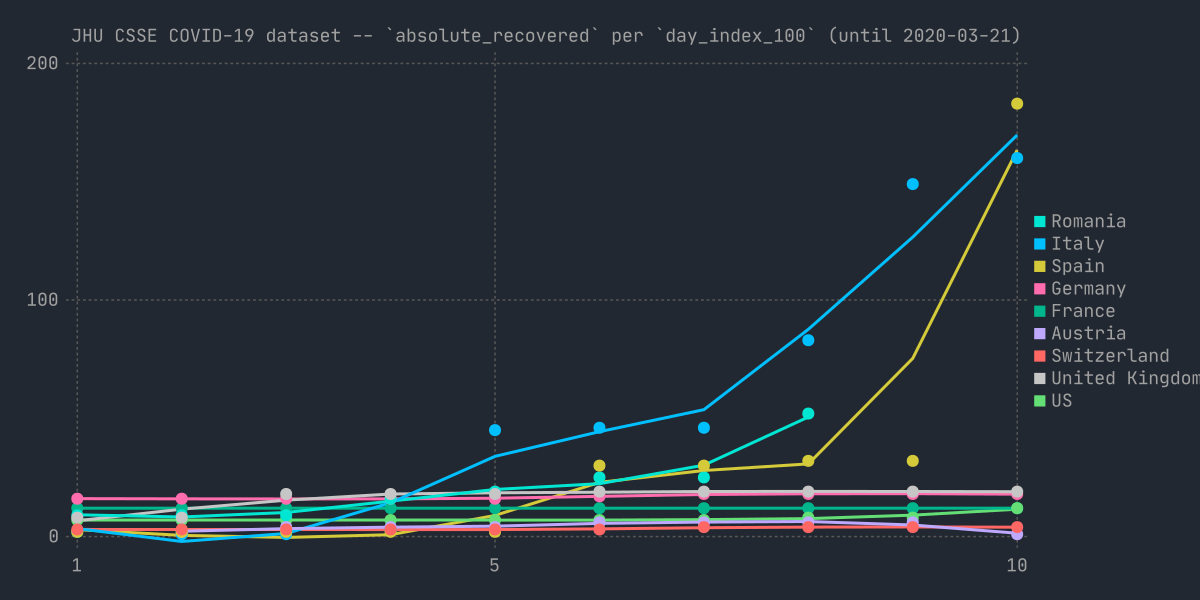 JHU CSSE COVID-19 dataset -- `absolute_recovered` per `day_index_100` (until 2020-03-21)
200
100
0
1 5 10
Romania
Italy
Spain
Germany
France
Austria
Switzerland
United Kingdom
US